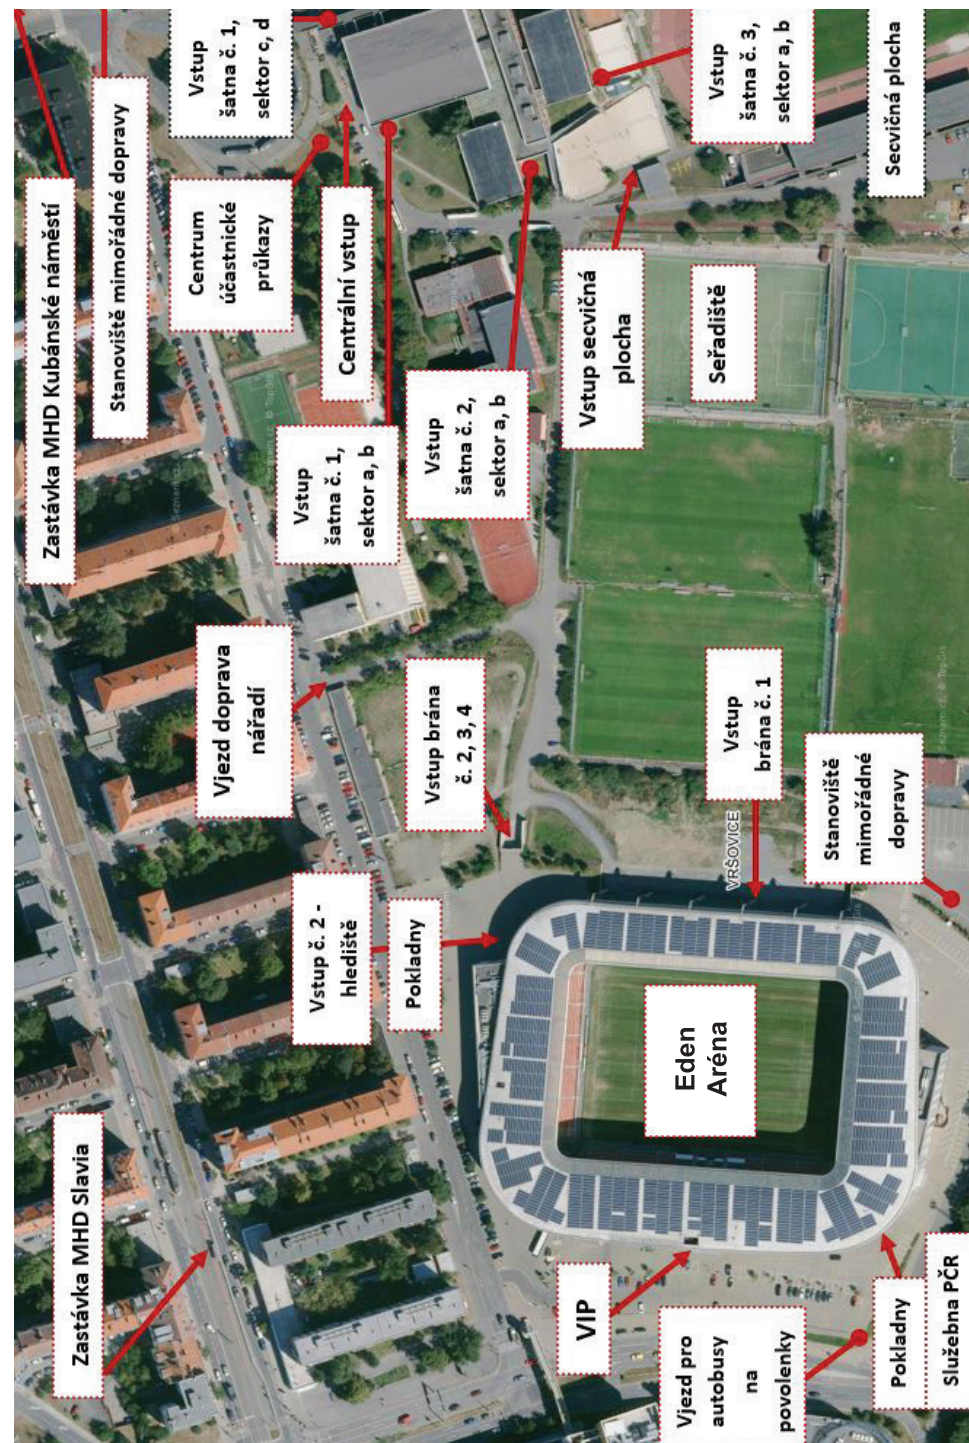 Zastávka MHD Slavia
Zastávka MHD Kubánské náměstí
Stanoviště mimořádné dopravy
Vstup
šatna č. 1,
sektor c, d
Centrum
účastnické
průkazy
Vjezd doprava
nářadí
Centrální vstup
Vstup č. 2 -
hlediště
Vstup
šatna č. 1,
sektor a, b
Pokladny
Vstup brána
č. 2, 3, 4
Vstup
šatna č. 2,
sektor a, b
VIP
Vstup secvičná
plocha
Eden
Aréna
Vjezd pro
autobusy
na
povolenky
Vstup
brána č. 1
Seřadiště
Vstup
šatna č. 3,
sektor a, b
VRŠOVICE
Stanoviště
mimořádné
dopravy
Secvičná plocha
Pokladny
Služebna PČR